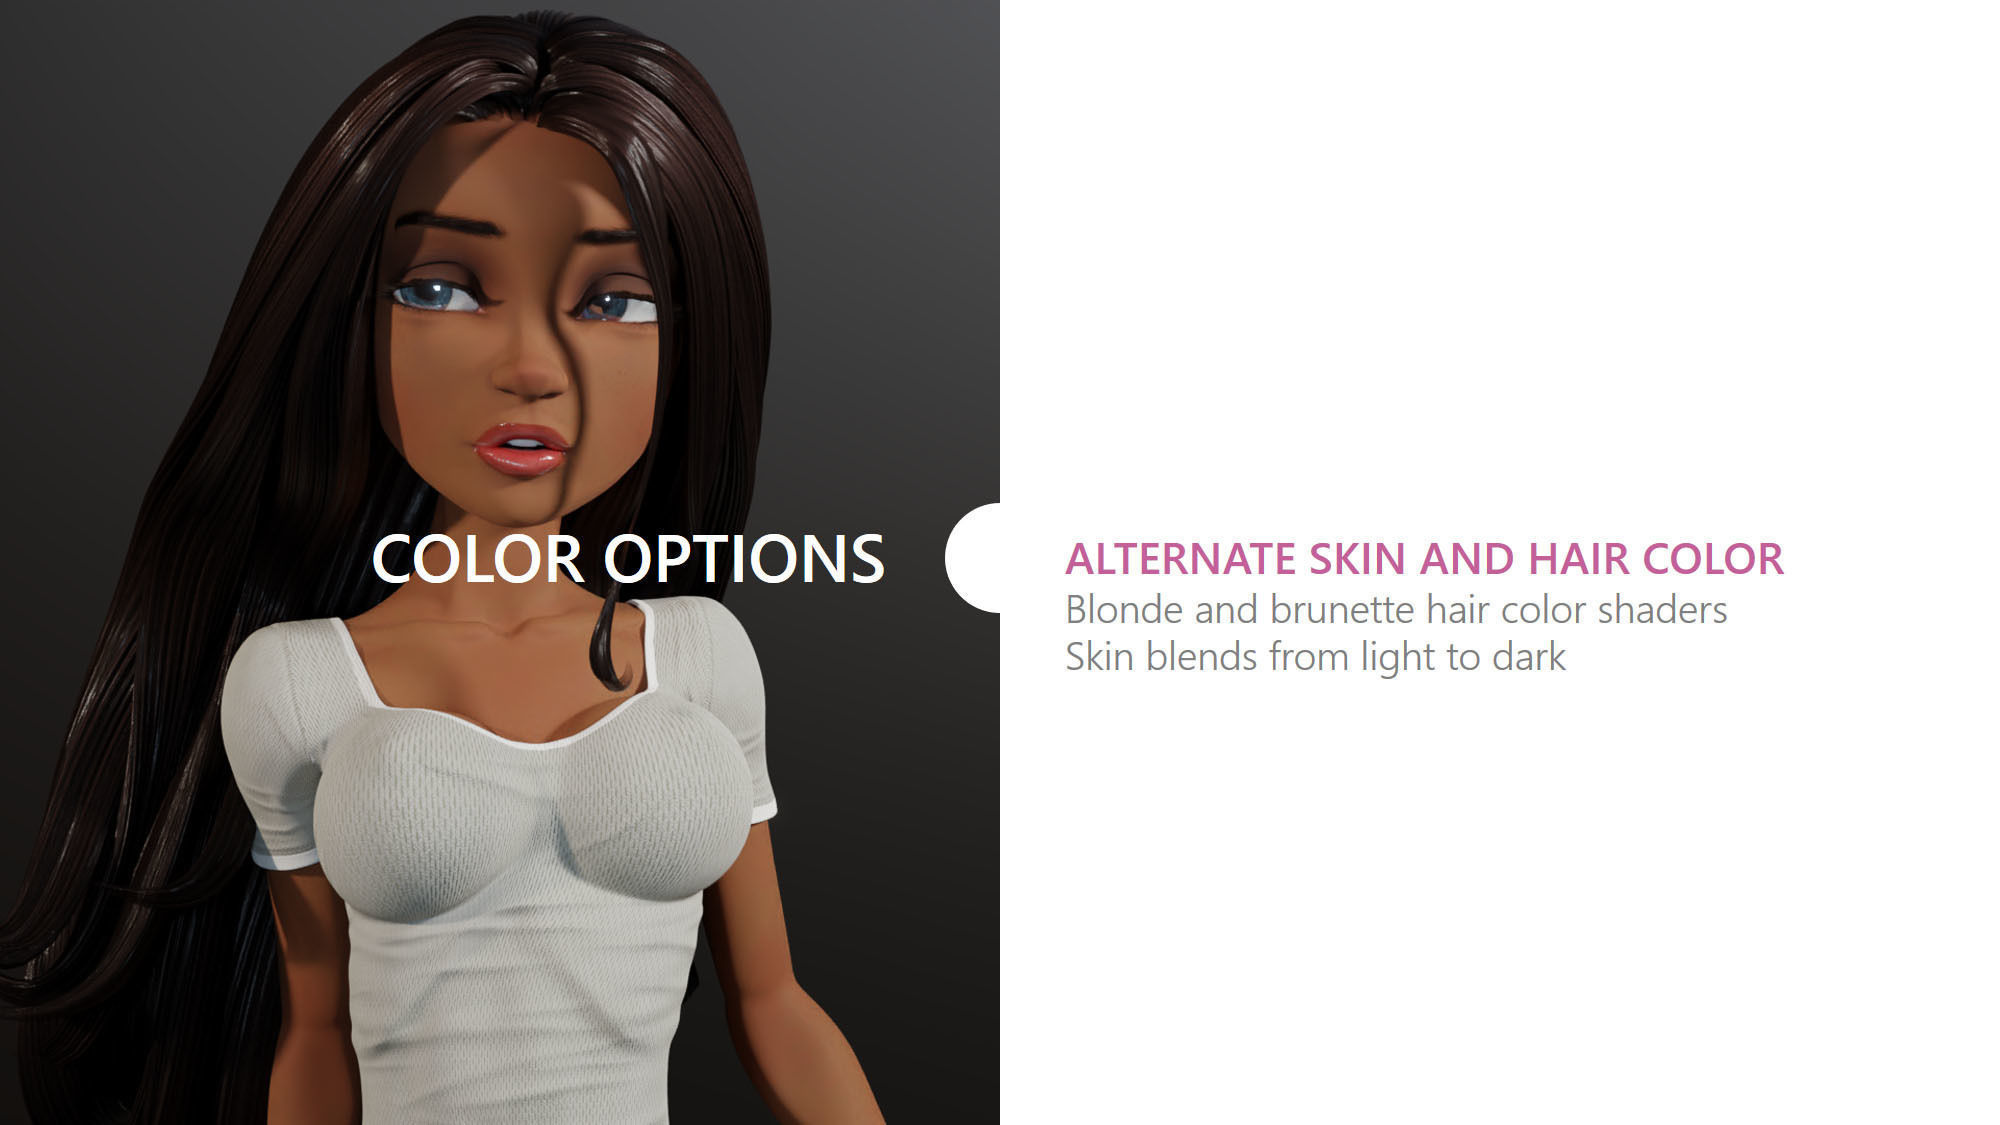 COLOR OPTIONS
ALTERNATE SKIN AND HAIR COLOR
Blonde and brunette hair color shaders
Skin blends from light to dark